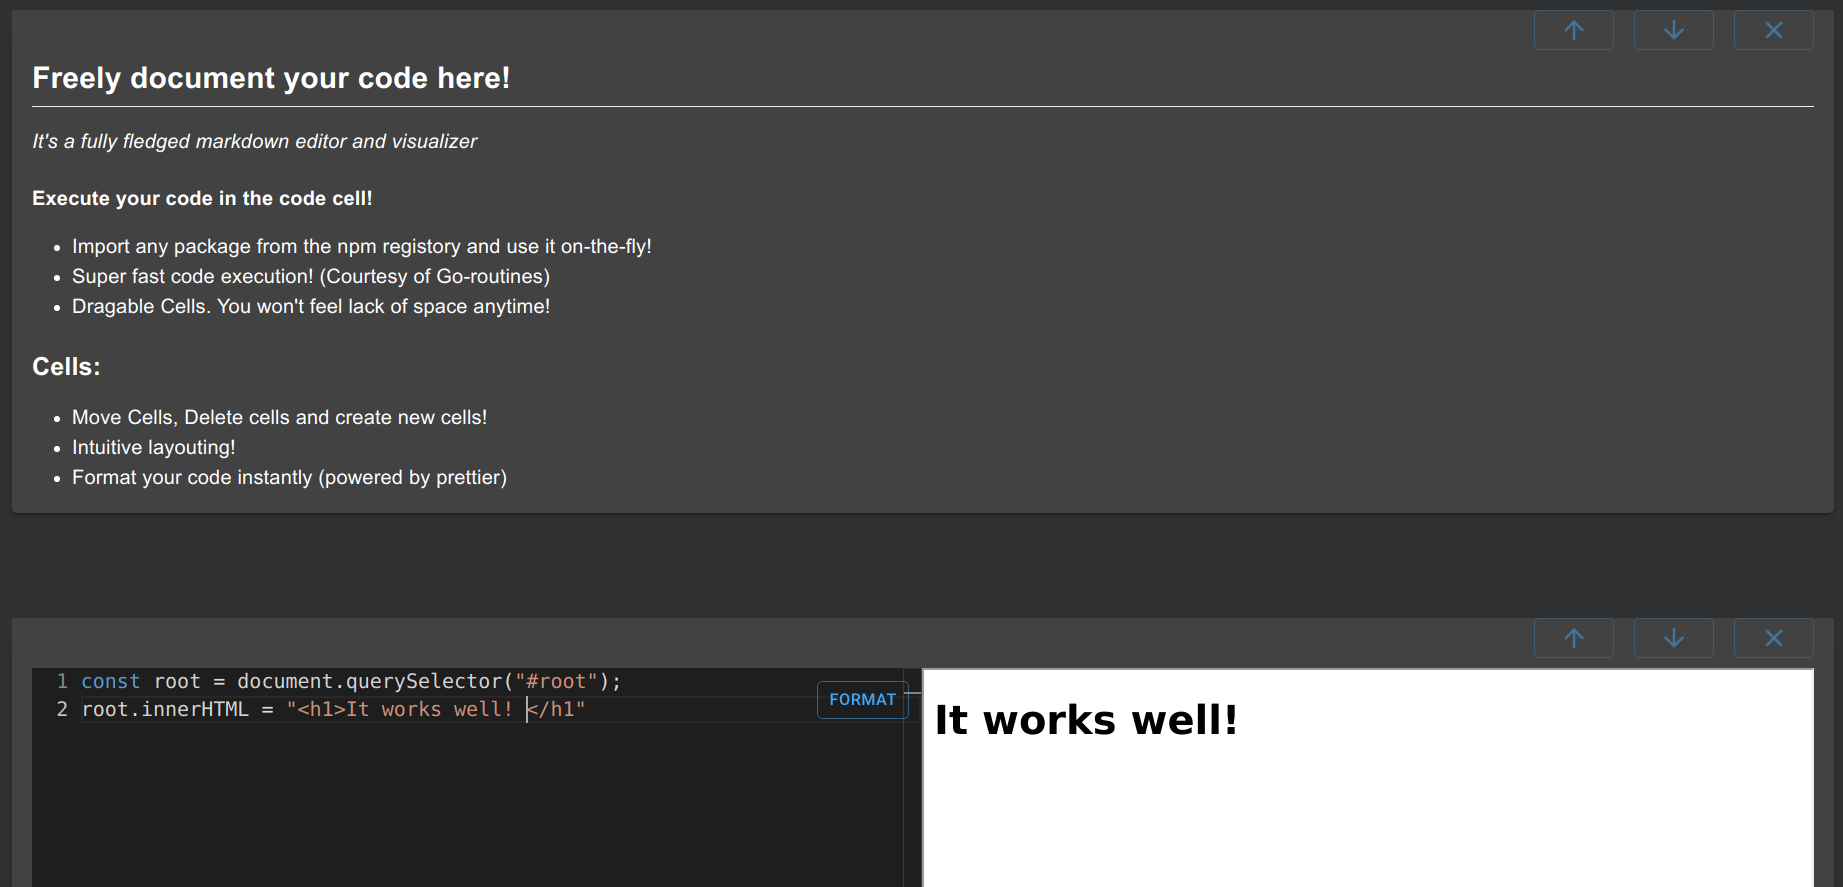 Freely document your code here!
It's a fully fledged markdown editor and visualizer
Execute your code in the code cell!
Import any package from the npm registory and use it on-the-fly!
Super fast code execution! (Courtesy of Go-routines)
Dragable Cells. You won't feel lack of space anytime!
Cells:
Move Cells, Delete cells and create new cells!
Intuitive layouting!
Format your code instantly (powered by prettier)
1 const root = document.querySelector("#root");
2 root.innerHTML = "<h1>It works well! </h1"
FORMAT
It works well!